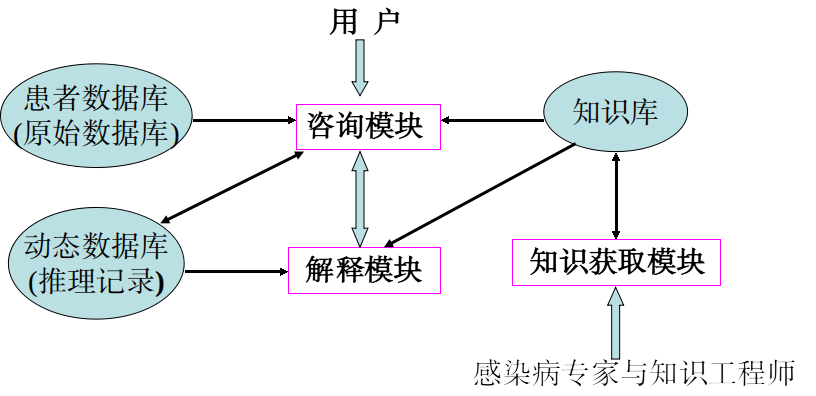 用 户
患者数据库
(原始数据库)
咨询模块
知识库
动态数据库
(推理记录)
解释模块
知识获取模块
感染病专家与知识工程师